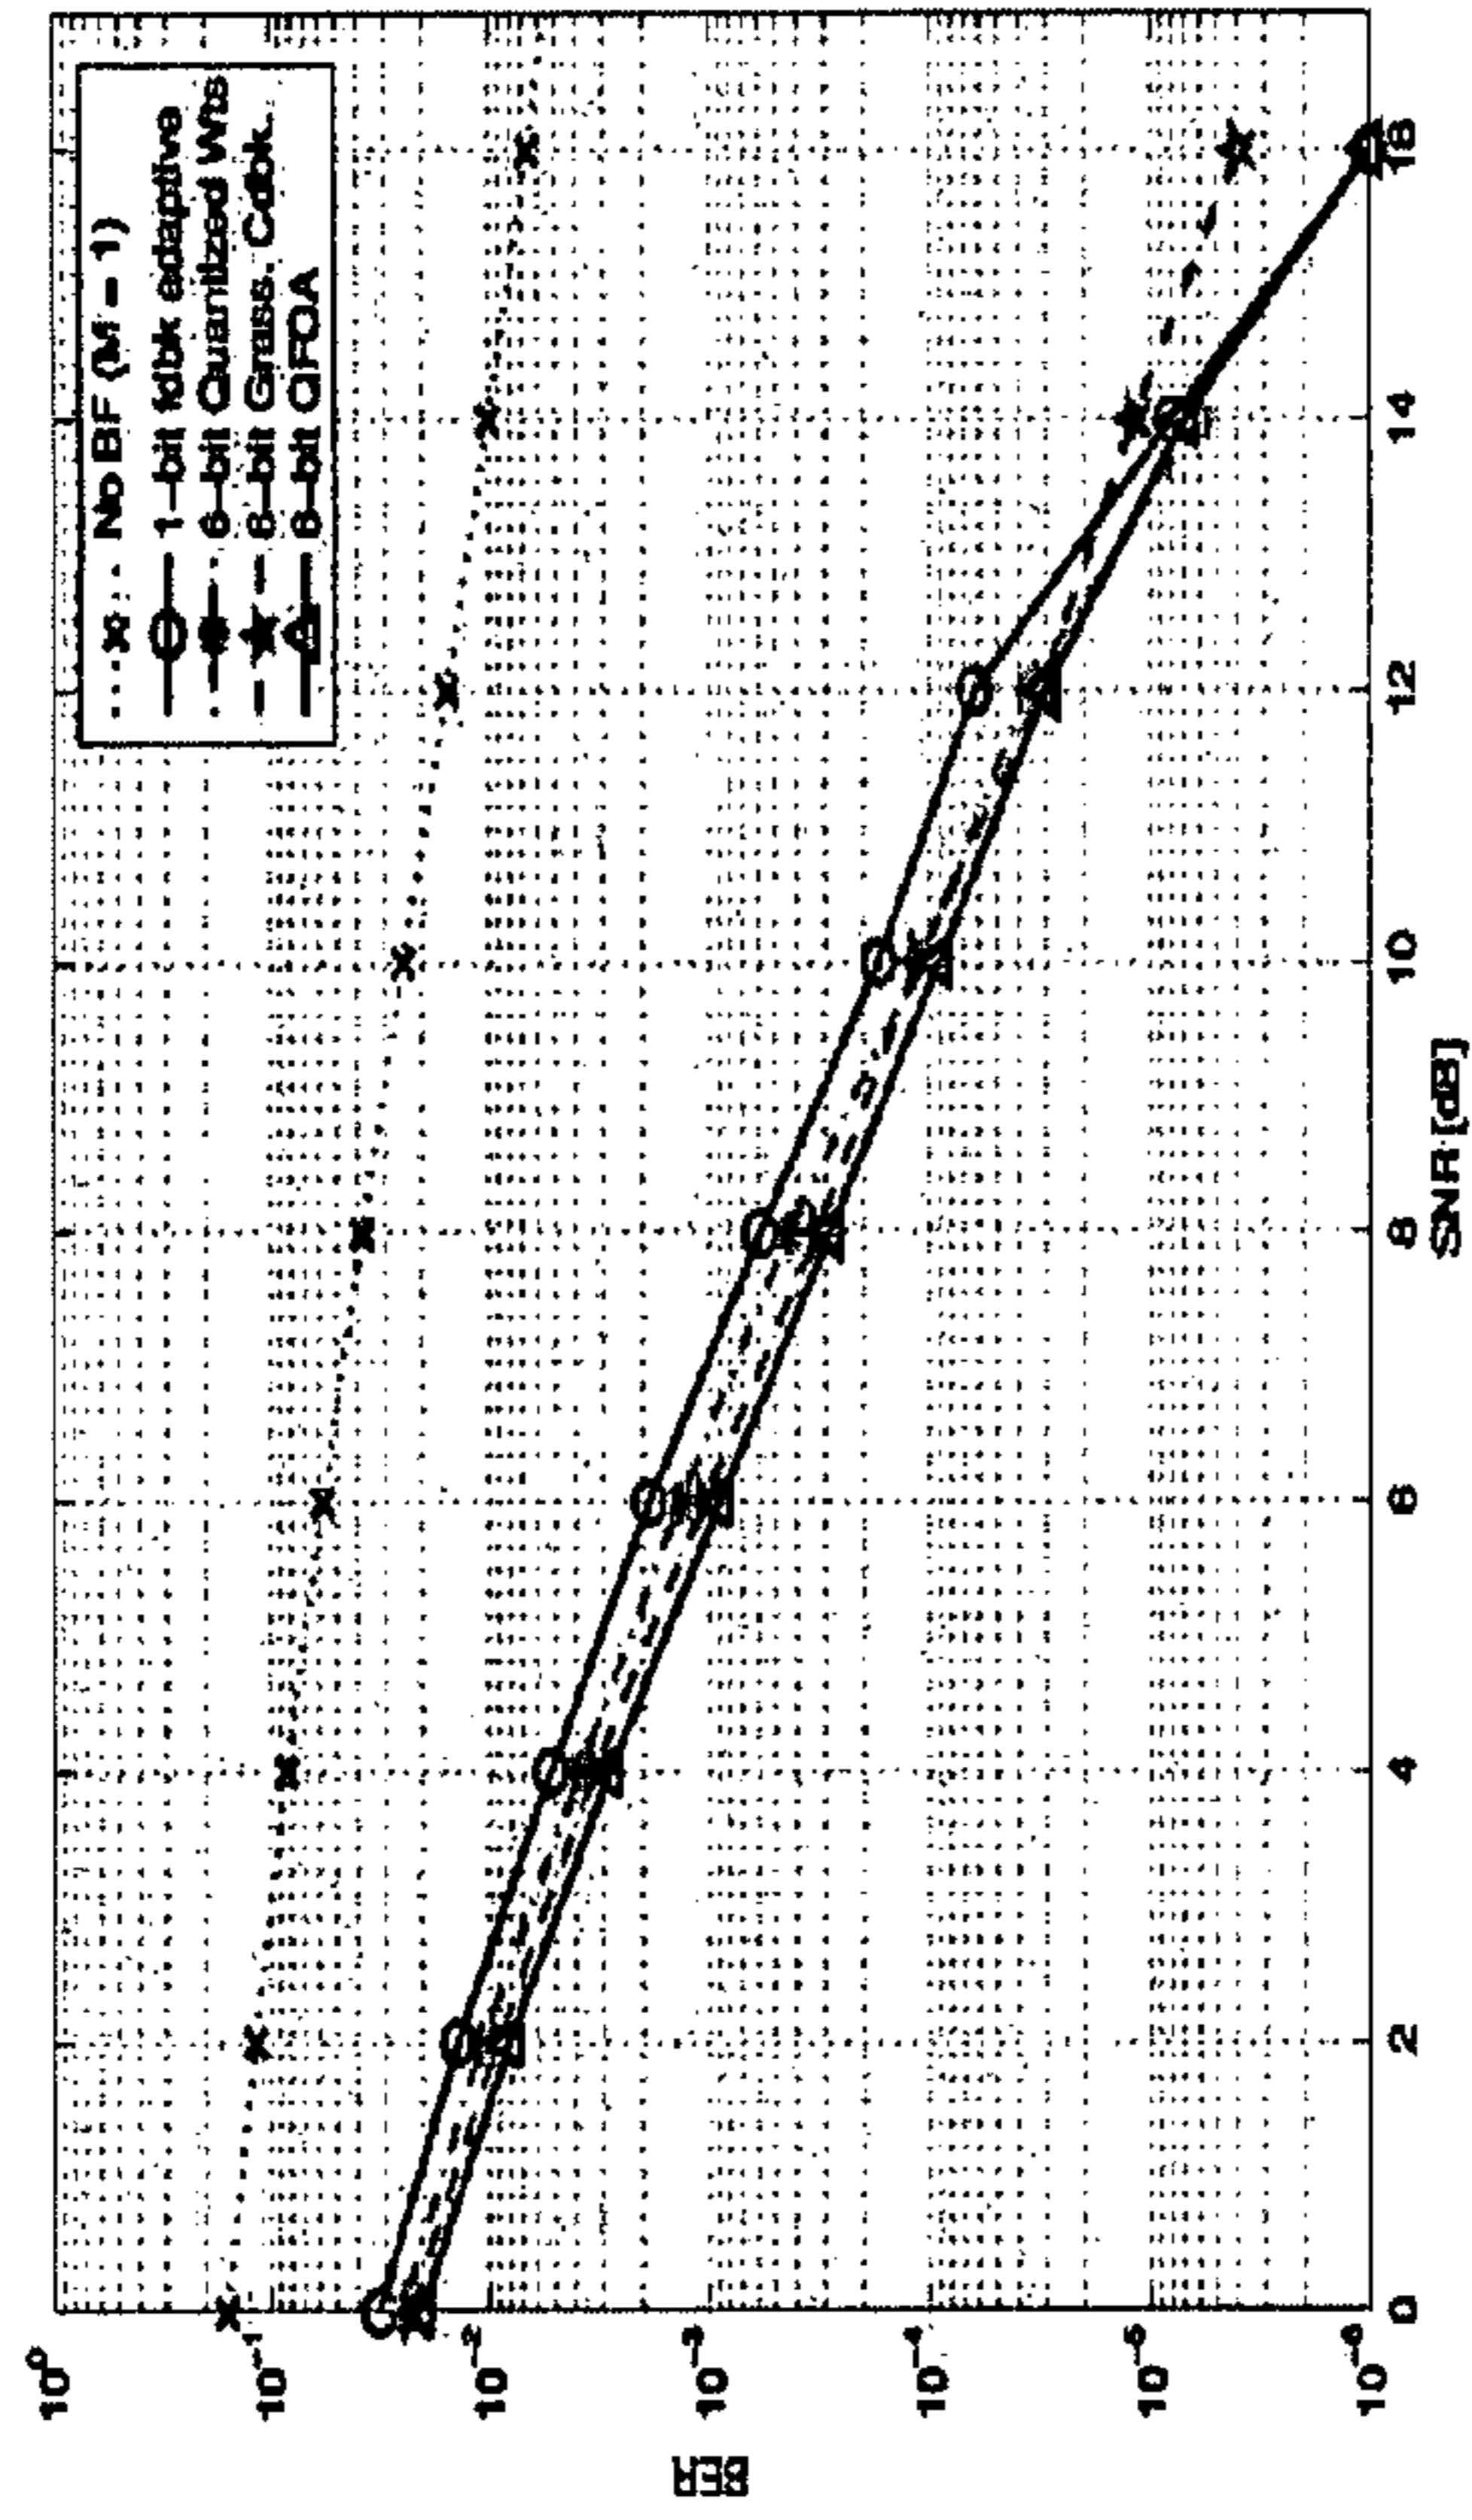 No BF (M-1)
1-bit fdbk adaptive
6-bit Quantized Wts
6-bit Grass. Cdbk.
6-bit QFQA
10^0
10^-1
10^-2
10^-3
10^-4
10^-5
10^-6
BER
0 2 4 6 8 10 12 14 16
SNR [dB]